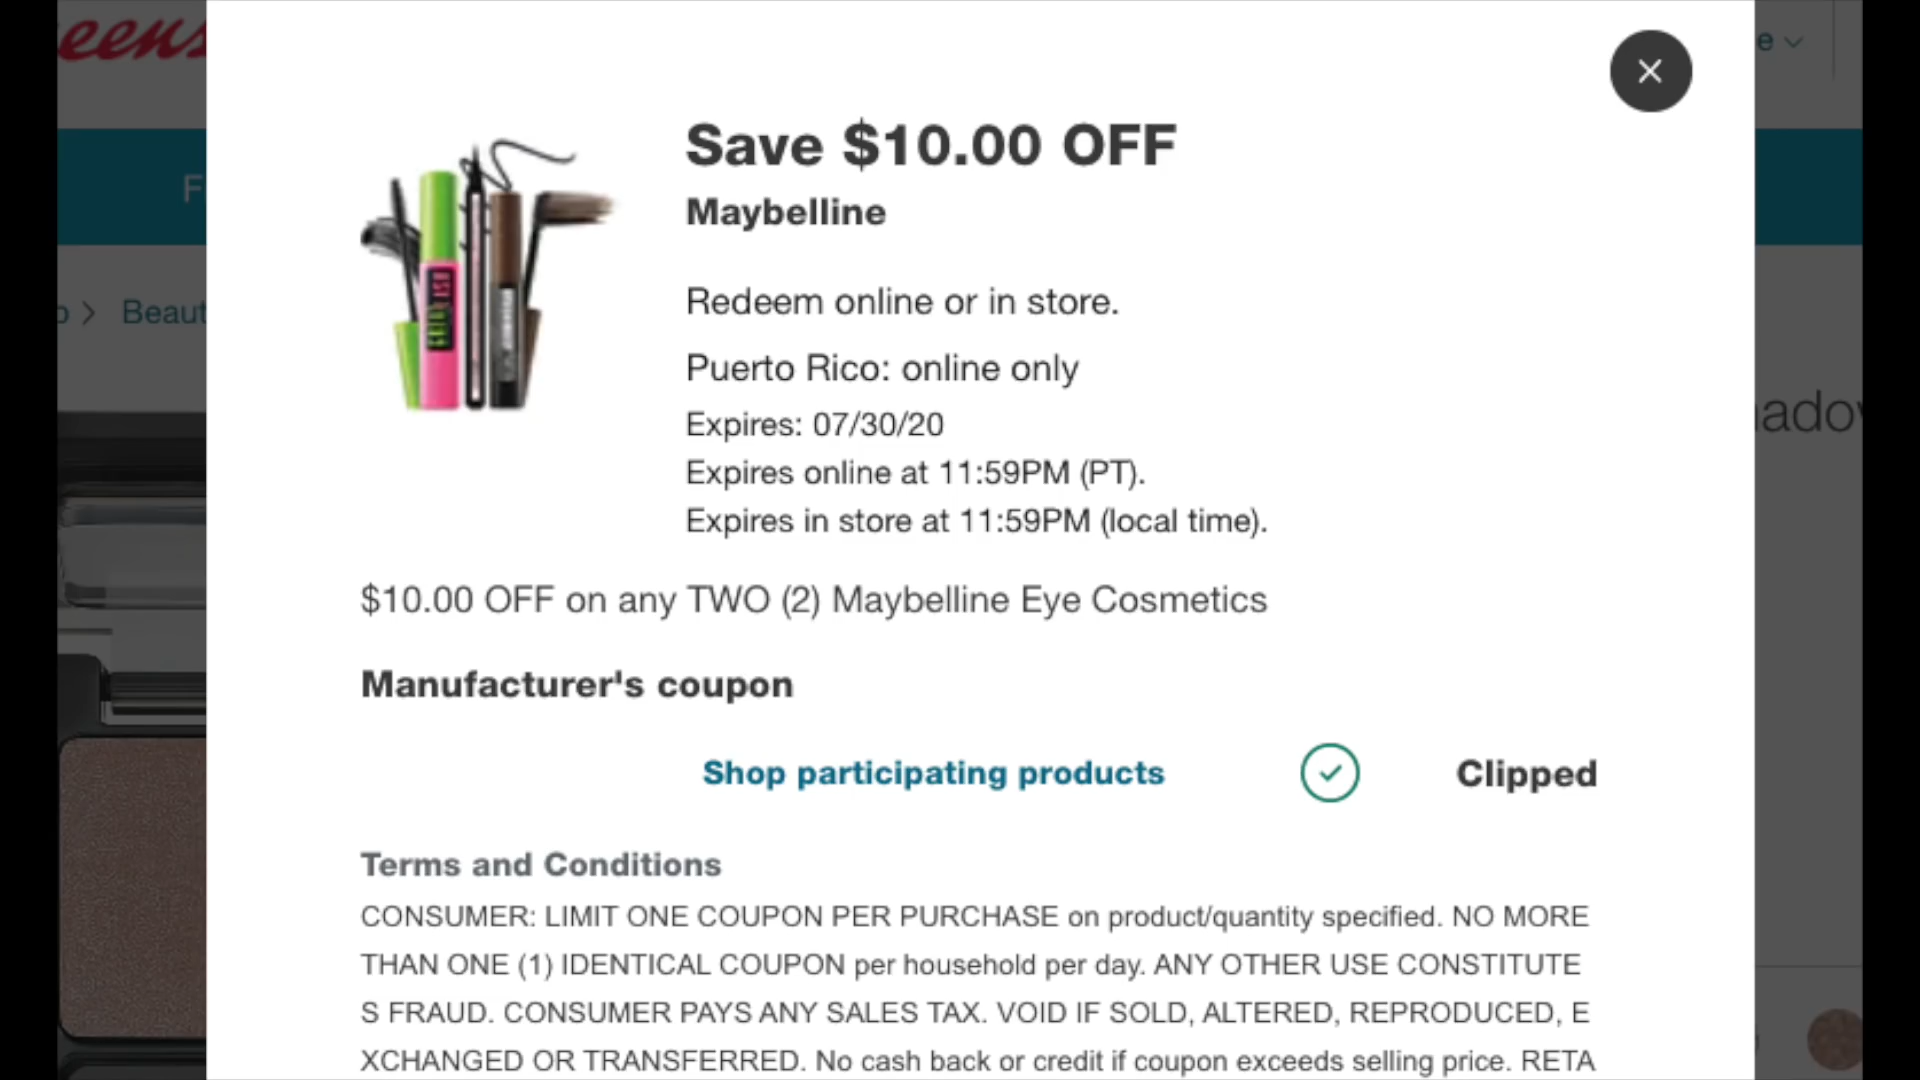 eens
e
F
Save $10.00 OFF
Maybelline
Redeem online or in store.
Beaut
Puerto Rico: online only
Expires: 07/30/20
Expires online at 11:59PM (PT).
Expires in store at 11:59PM (local time).
$10.00 OFF on any TWO (2) Maybelline Eye Cosmetics
Manufacturer's coupon
Shop participating products
Clipped
Terms and Conditions
CONSUMER: LIMIT ONE COUPON PER PURCHASE on product/quantity specified. NO MORE
THAN ONE (1) IDENTICAL COUPON per household per day. ANY OTHER USE CONSTITUTE
S FRAUD. CONSUMER PAYS ANY SALES TAX. VOID IF SOLD, ALTERED, REPRODUCED, E
XCHANGED OR TRANSFERRED. No cash back or credit if coupon exceeds selling price. RETA